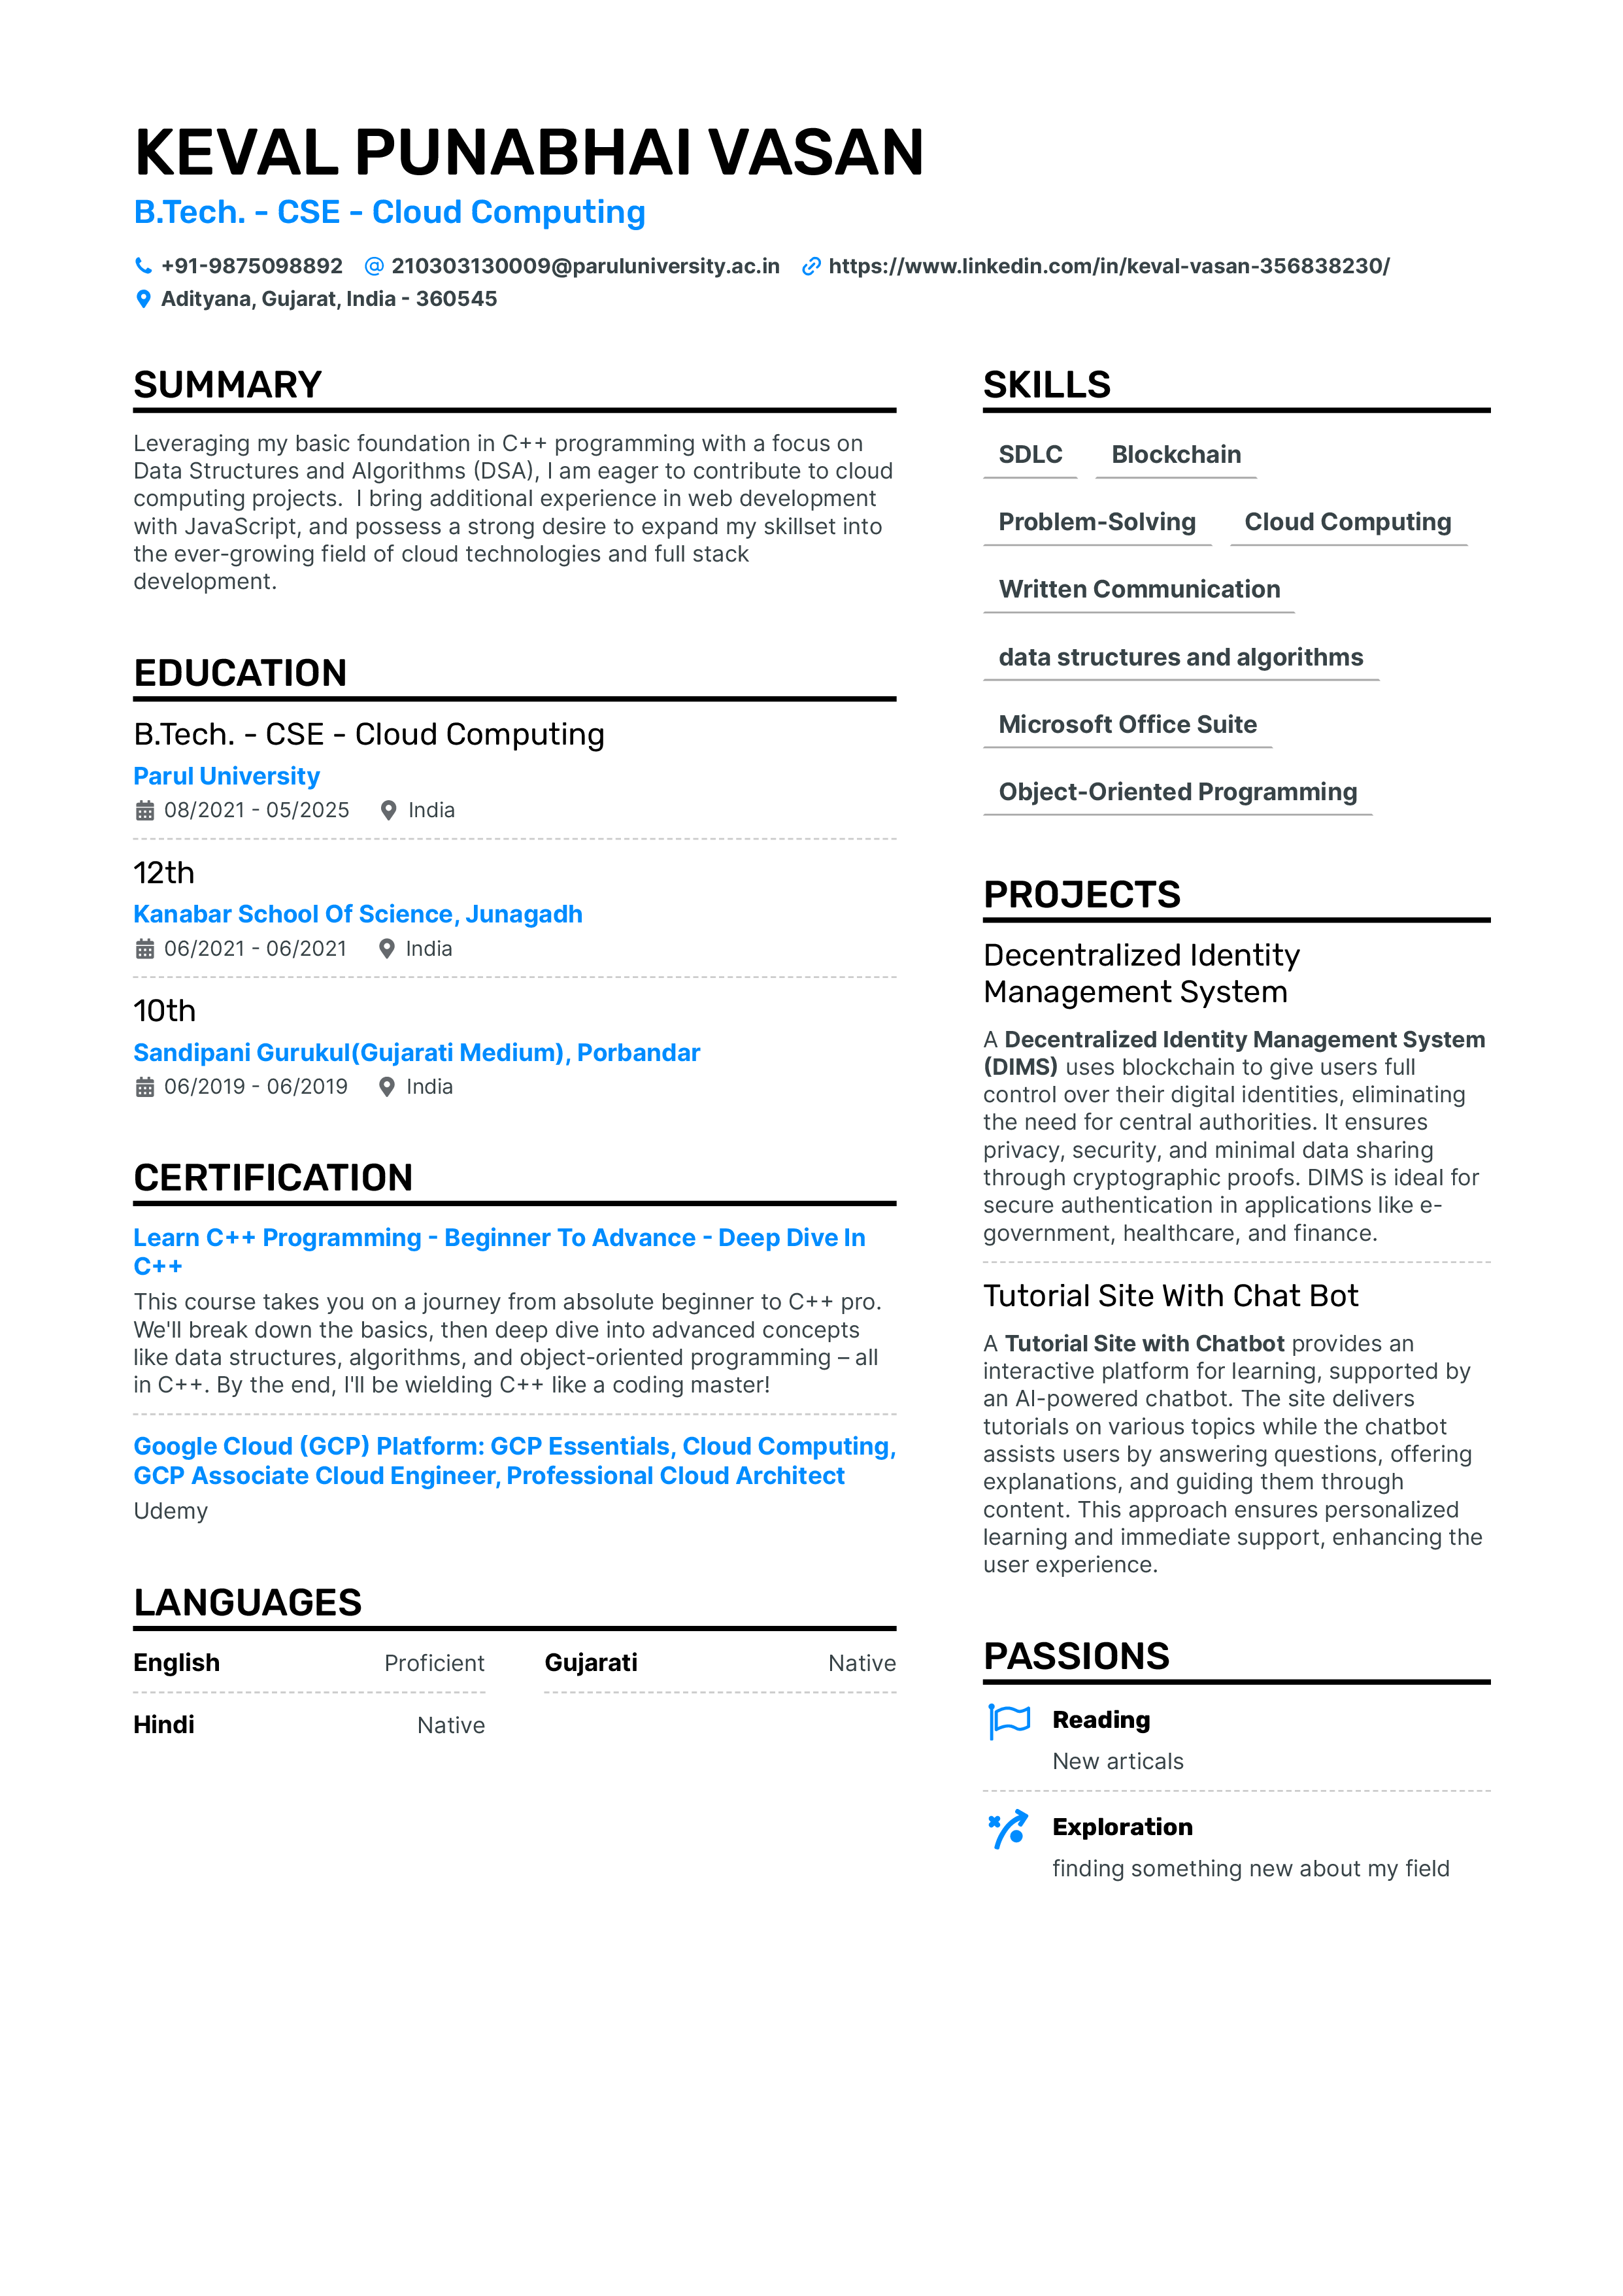 KEVAL PUNABHAI VASAN
B.Tech. - CSE - Cloud Computing
+91-9875098892 @ 210303130009@paruluniversity.ac.in https://www.linkedin.com/in/keval-vasan-356838230/
Adityana, Gujarat, India - 360545
SUMMARY
Leveraging my basic foundation in C++ programming with a focus on
Data Structures and Algorithms (DSA), I am eager to contribute to cloud
computing projects.  I bring additional experience in web development
with JavaScript, and possess a strong desire to expand my skillset into
the ever-growing field of cloud technologies and full stack
development.
EDUCATION
B.Tech. - CSE - Cloud Computing
Parul University
08/2021 - 05/2025 India
12th
Kanabar School Of Science, Junagadh
06/2021 - 06/2021 India
10th
Sandipani Gurukul(Gujarati Medium), Porbandar
06/2019 - 06/2019 India
CERTIFICATION
Learn C++ Programming - Beginner To Advance - Deep Dive In
C++
This course takes you on a journey from absolute beginner to C++ pro.
We'll break down the basics, then deep dive into advanced concepts
like data structures, algorithms, and object-oriented programming – all
in C++. By the end, I'll be wielding C++ like a coding master!
Google Cloud (GCP) Platform: GCP Essentials, Cloud Computing,
GCP Associate Cloud Engineer, Professional Cloud Architect
Udemy
LANGUAGES
English Proficient Gujarati Native
Hindi Native
SKILLS
SDLC Blockchain
Problem-Solving Cloud Computing
Written Communication
data structures and algorithms
Microsoft Office Suite
Object-Oriented Programming
PROJECTS
Decentralized Identity
Management System
A Decentralized Identity Management System
(DIMS) uses blockchain to give users full
control over their digital identities, eliminating
the need for central authorities. It ensures
privacy, security, and minimal data sharing
through cryptographic proofs. DIMS is ideal for
secure authentication in applications like e-
government, healthcare, and finance.
Tutorial Site With Chat Bot
A Tutorial Site with Chatbot provides an
interactive platform for learning, supported by
an AI-powered chatbot. The site delivers
tutorials on various topics while the chatbot
assists users by answering questions, offering
explanations, and guiding them through
content. This approach ensures personalized
learning and immediate support, enhancing the
user experience.
PASSIONS
Reading
New articals
Exploration
finding something new about my field